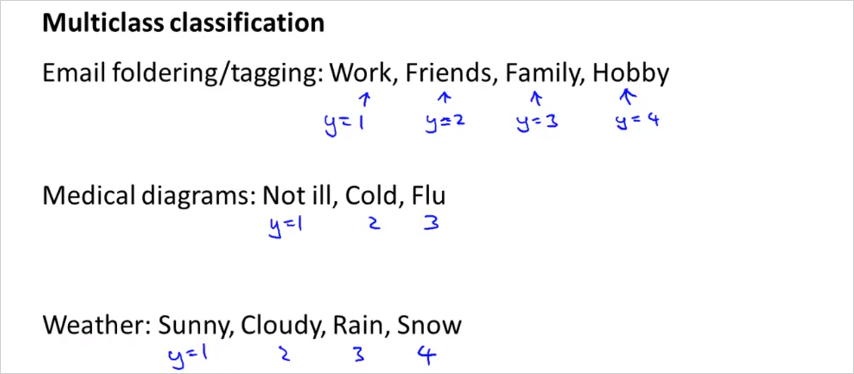 Multiclass classification
Email foldering/tagging: Work, Friends, Family, Hobby
↑ ↑ ↑ ↑
y=1 y=2 y=3 y=4
Medical diagrams: Not ill, Cold, Flu
y=1 2 3
Weather: Sunny, Cloudy, Rain, Snow
y=1 2 3 4